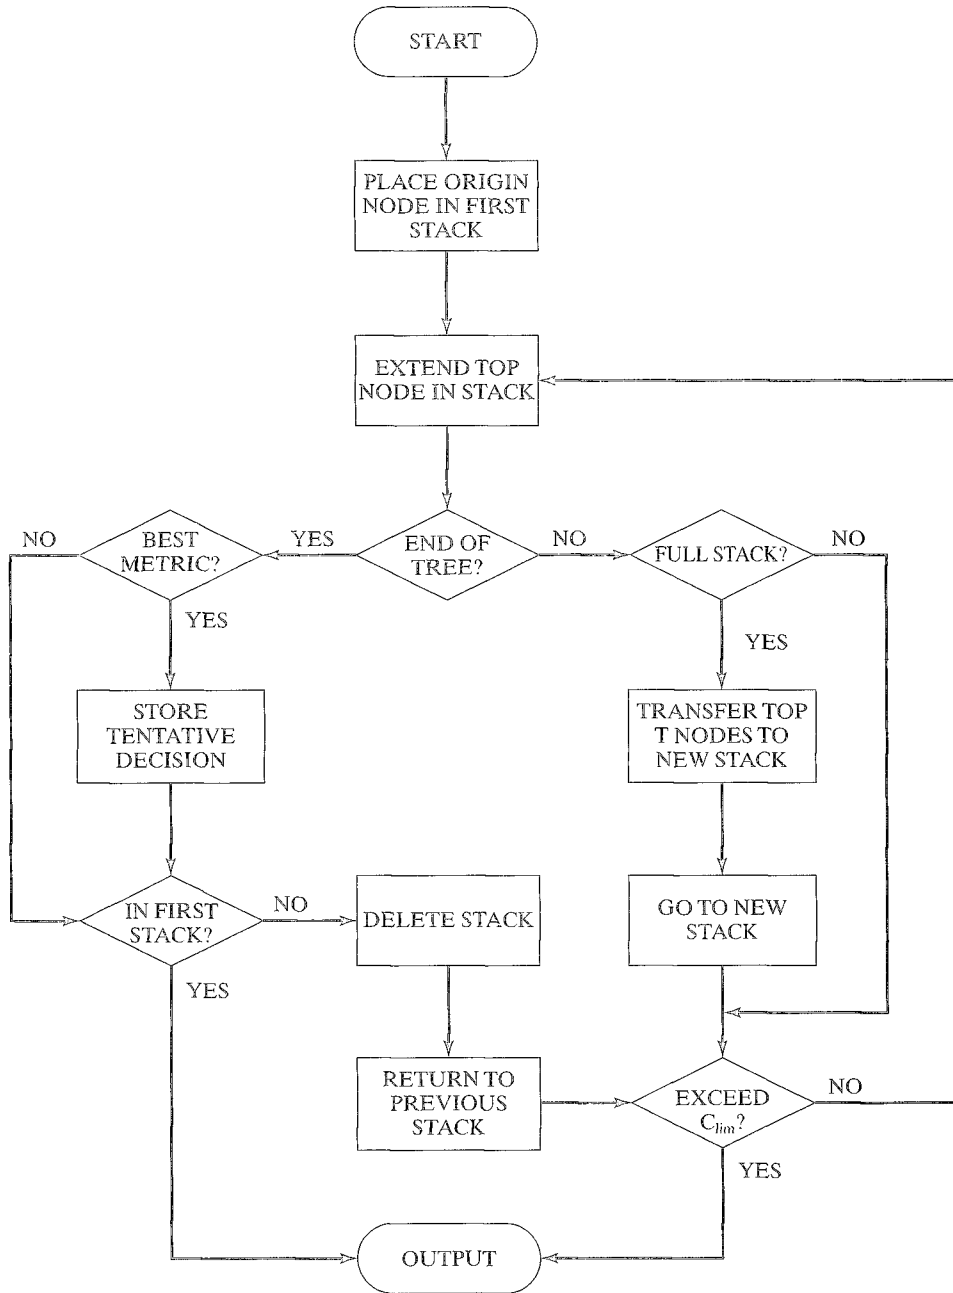 START
PLACE ORIGIN
NODE IN FIRST
STACK
EXTEND TOP
NODE IN STACK
NO
BEST
METRIC?
YES
END OF
TREE?
NO
FULL STACK?
NO
YES
YES
STORE
TENTATIVE
DECISION
TRANSFER TOP
T NODES TO
NEW STACK
IN FIRST
STACK?
NO
DELETE STACK
GO TO NEW
STACK
YES
RETURN TO
PREVIOUS
STACK
EXCEED
C_lim?
NO
YES
OUTPUT